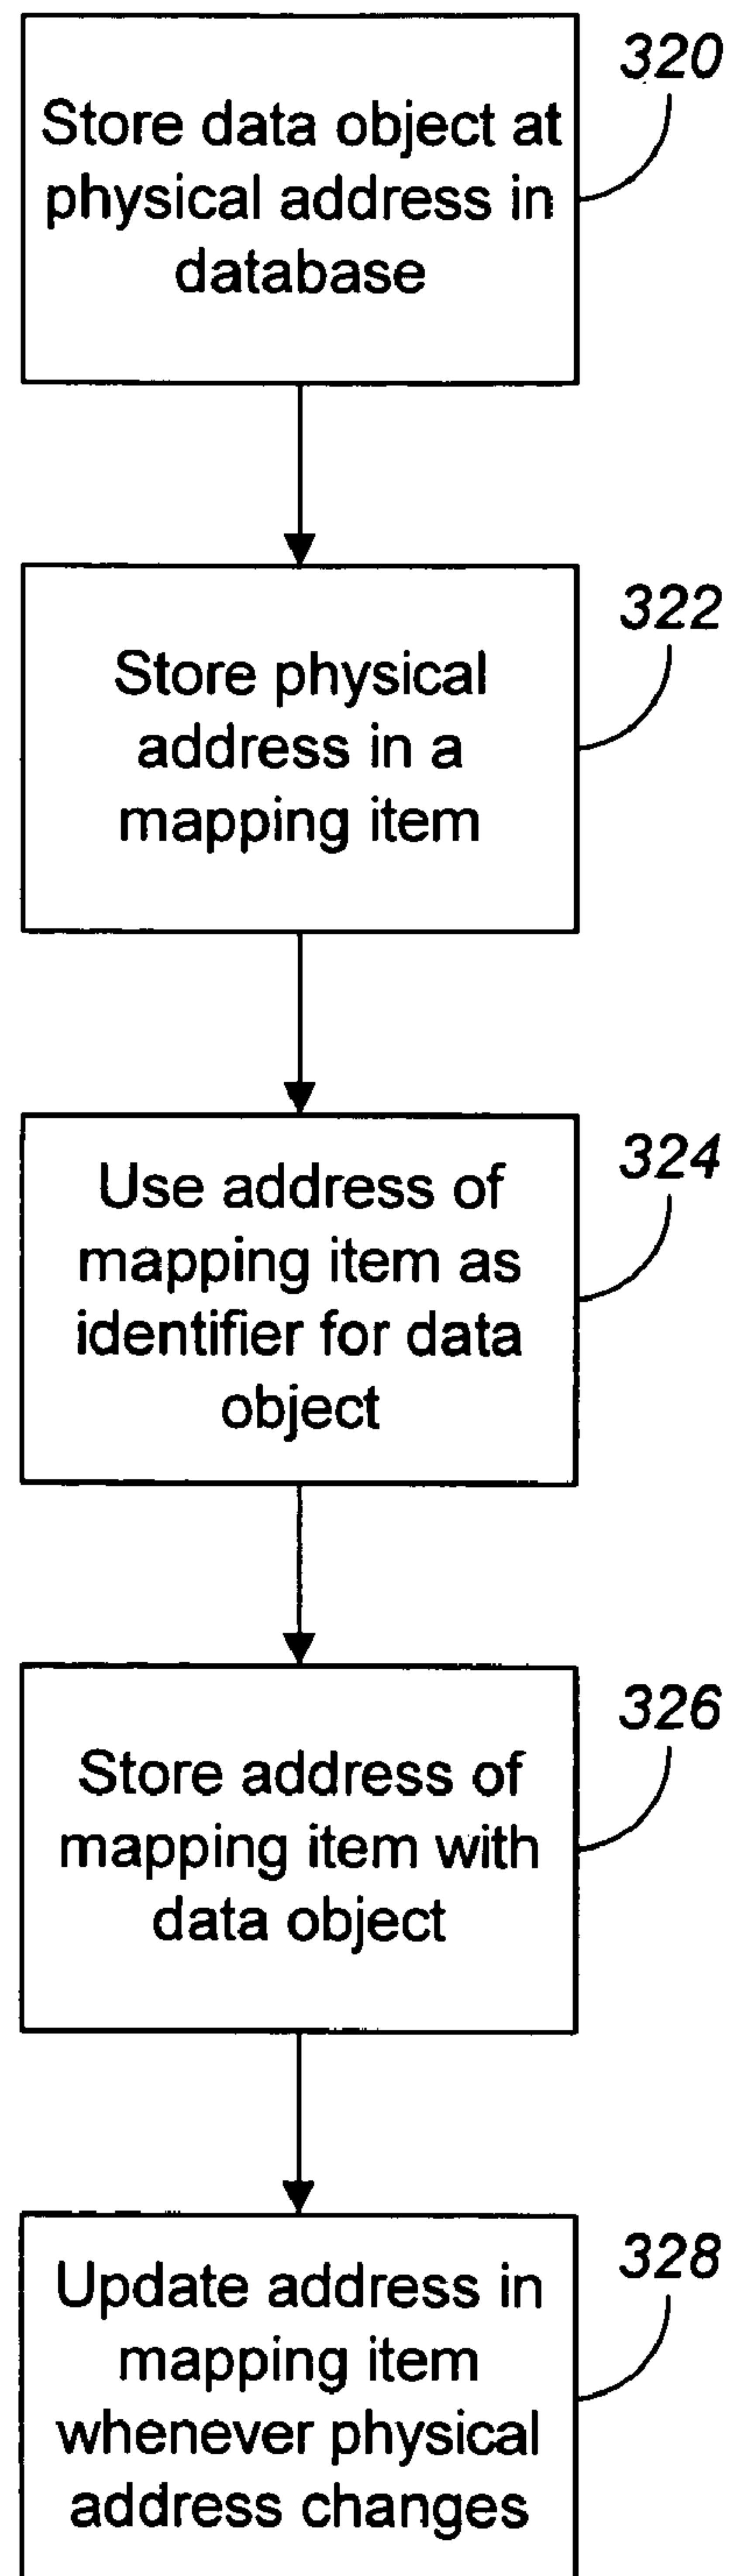 320
Store data object at
physical address in
database
322
Store physical
address in a
mapping item
324
Use address of
mapping item as
identifier for data
object
326
Store address of
mapping item with
data object
328
Update address in
mapping item
whenever physical
address changes